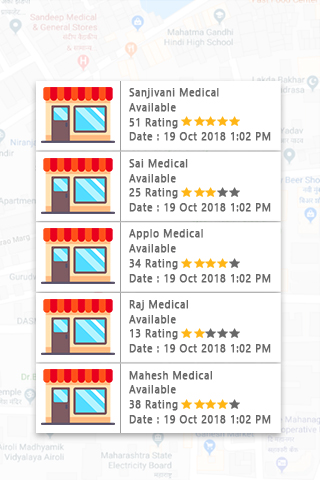 Sandeep Medical
& General Stores
Mahatma Gandhi
Hindi High School
Sanjivani Medical
Available
51 Rating
Date : 19 Oct 2018 1:02 PM
Sai Medical
Available
25 Rating
Date : 19 Oct 2018 1:02 PM
Applo Medical
Available
34 Rating
Date : 19 Oct 2018 1:02 PM
Raj Medical
Available
13 Rating
Date : 19 Oct 2018 1:02 PM
Mahesh Medical
Available
38 Rating
Date : 19 Oct 2018 1:02 PM
Airoli Madhyamik
Vidyalaya Airoli
Maharashtra State
Electricity Board